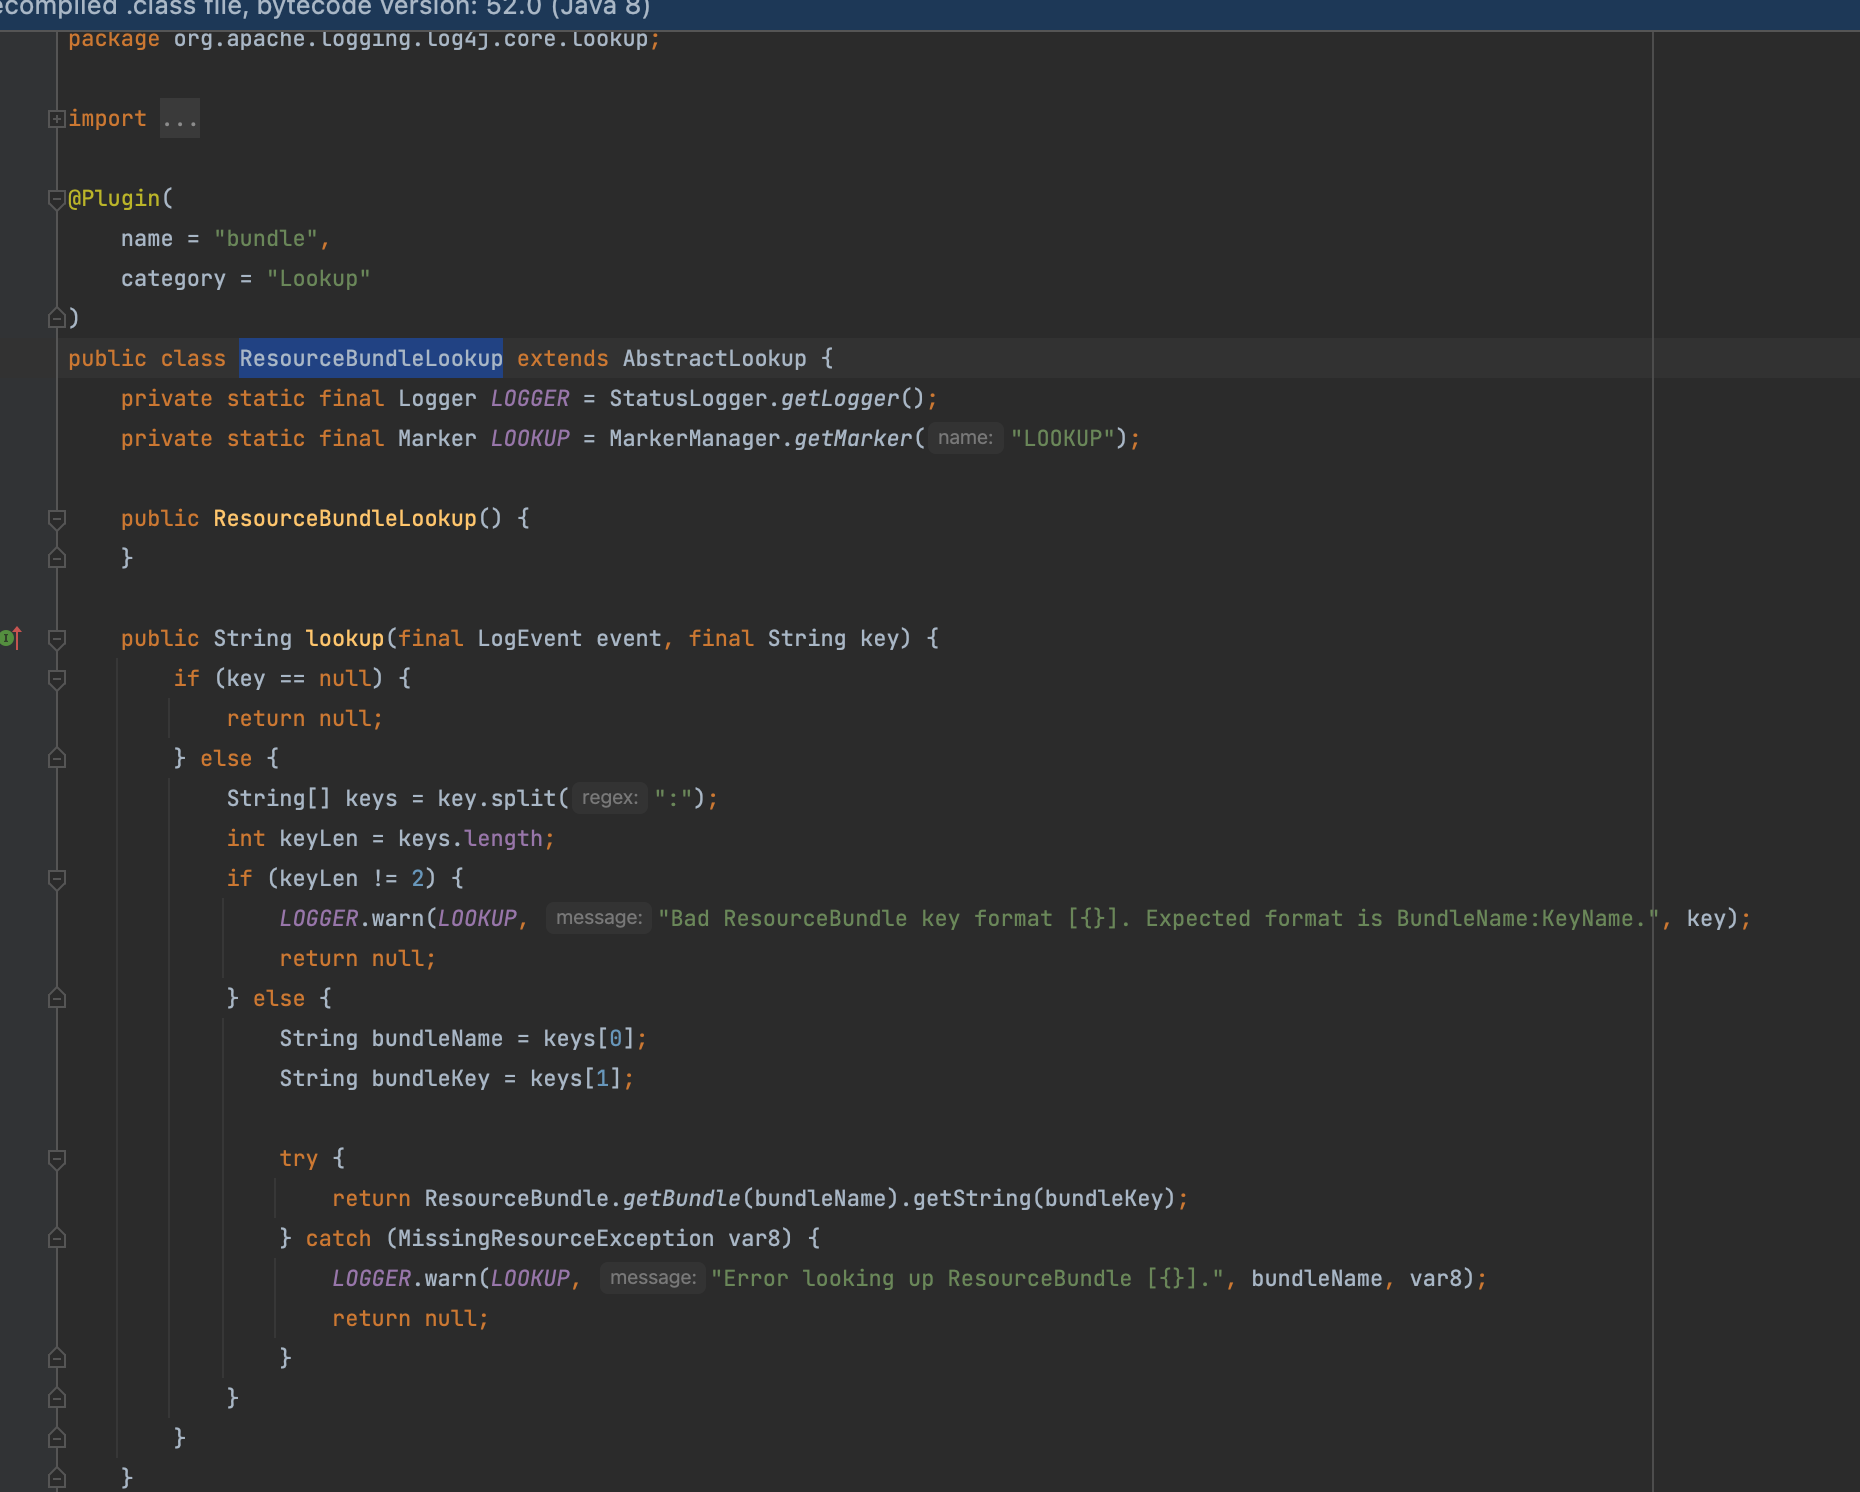 ecompiled .class file, bytecode version: 52.0 (Java 8)
package org.apache.logging.log4j.core.lookup;
import ...
@Plugin(
    name = "bundle",
    category = "Lookup"
)
public class ResourceBundleLookup extends AbstractLookup {
    private static final Logger LOGGER = StatusLogger.getLogger();
    private static final Marker LOOKUP = MarkerManager.getMarker( name: "LOOKUP");
    public ResourceBundleLookup() {
    }
    public String lookup(final LogEvent event, final String key) {
        if (key == null) {
            return null;
        } else {
            String[] keys = key.split( regex: ":");
            int keyLen = keys.length;
            if (keyLen != 2) {
                LOGGER.warn(LOOKUP, message: "Bad ResourceBundle key format [{}]. Expected format is BundleName:KeyName.", key);
                return null;
            } else {
                String bundleName = keys[0];
                String bundleKey = keys[1];
                try {
                    return ResourceBundle.getBundle(bundleName).getString(bundleKey);
                } catch (MissingResourceException var8) {
                    LOGGER.warn(LOOKUP, message: "Error looking up ResourceBundle [{}].", bundleName, var8);
                    return null;
                }
            }
        }
    }